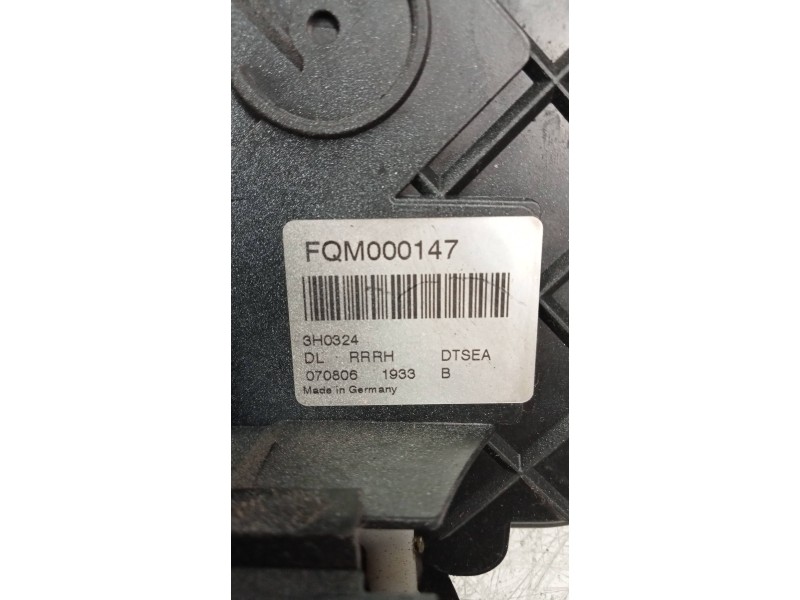 FQM000147
3H0324
DL RRRH DTSEA
070806 1933 B
Made in Germany